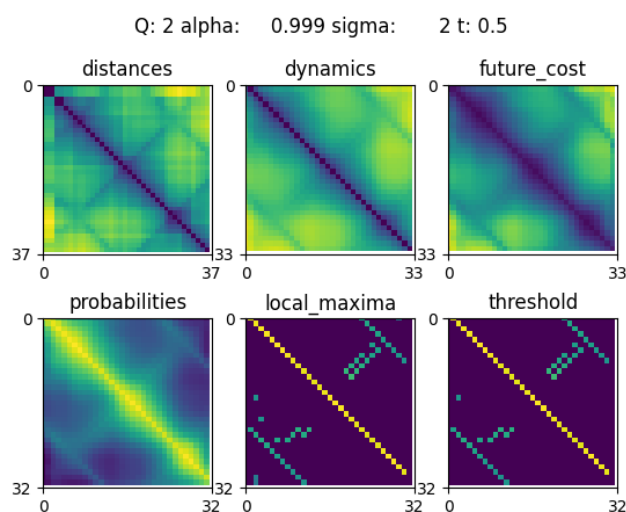 Q: 2 alpha: 0.999 sigma: 2 t: 0.5
distances dynamics future_cost
0 0 0
37 33 33
0 37 0 33 0 33
probabilities local_maxima threshold
0 0 0
32 32 32
0 32 0 32 0 32